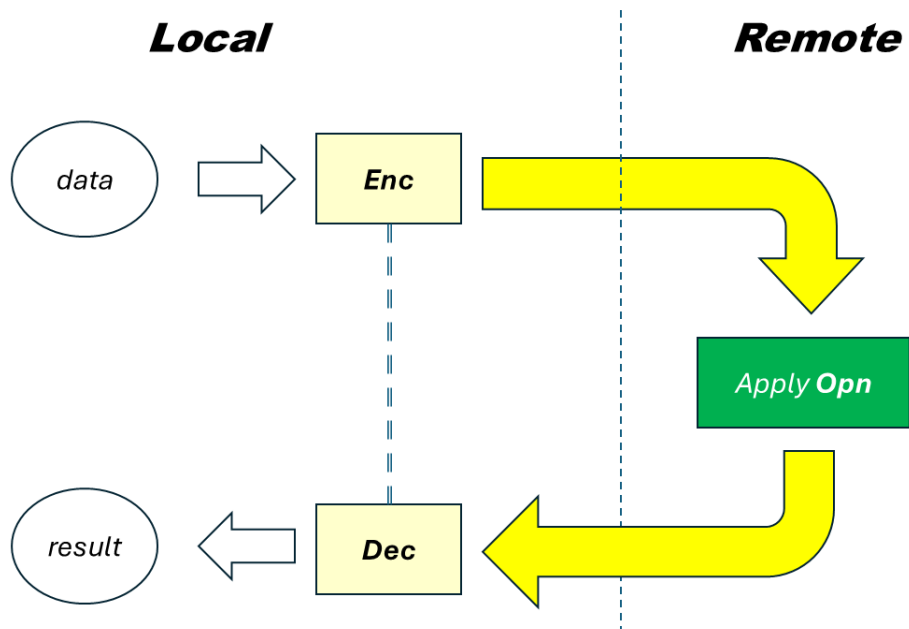 Local
Remote
data
Enc
Apply Opn
result
Dec